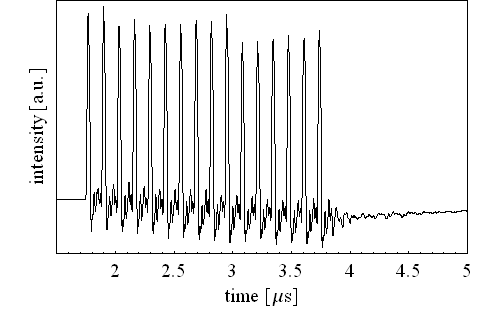 intensity [a.u.]
2 2.5 3 3.5 4 4.5 5
time [μs]